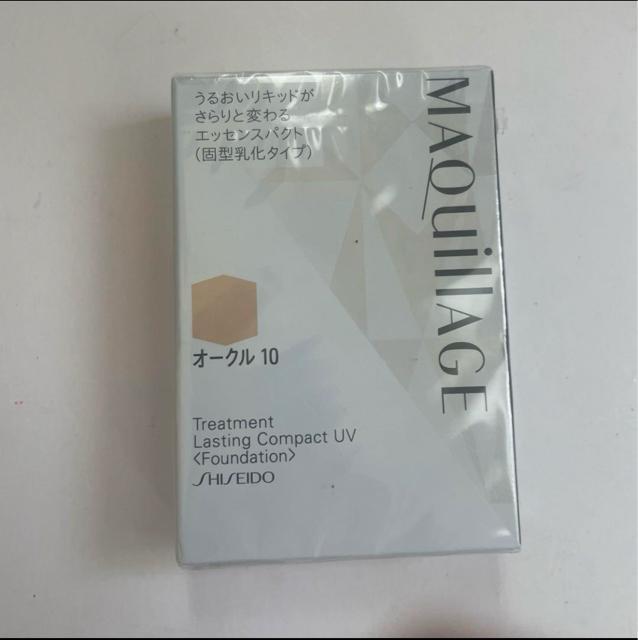 うるおいリキッドが
さらりと変わる
エッセンスパクト
(固型乳化タイプ)
MAQuillAGE
オークル 10
Treatment
Lasting Compact UV
<Foundation>
SHISEIDO